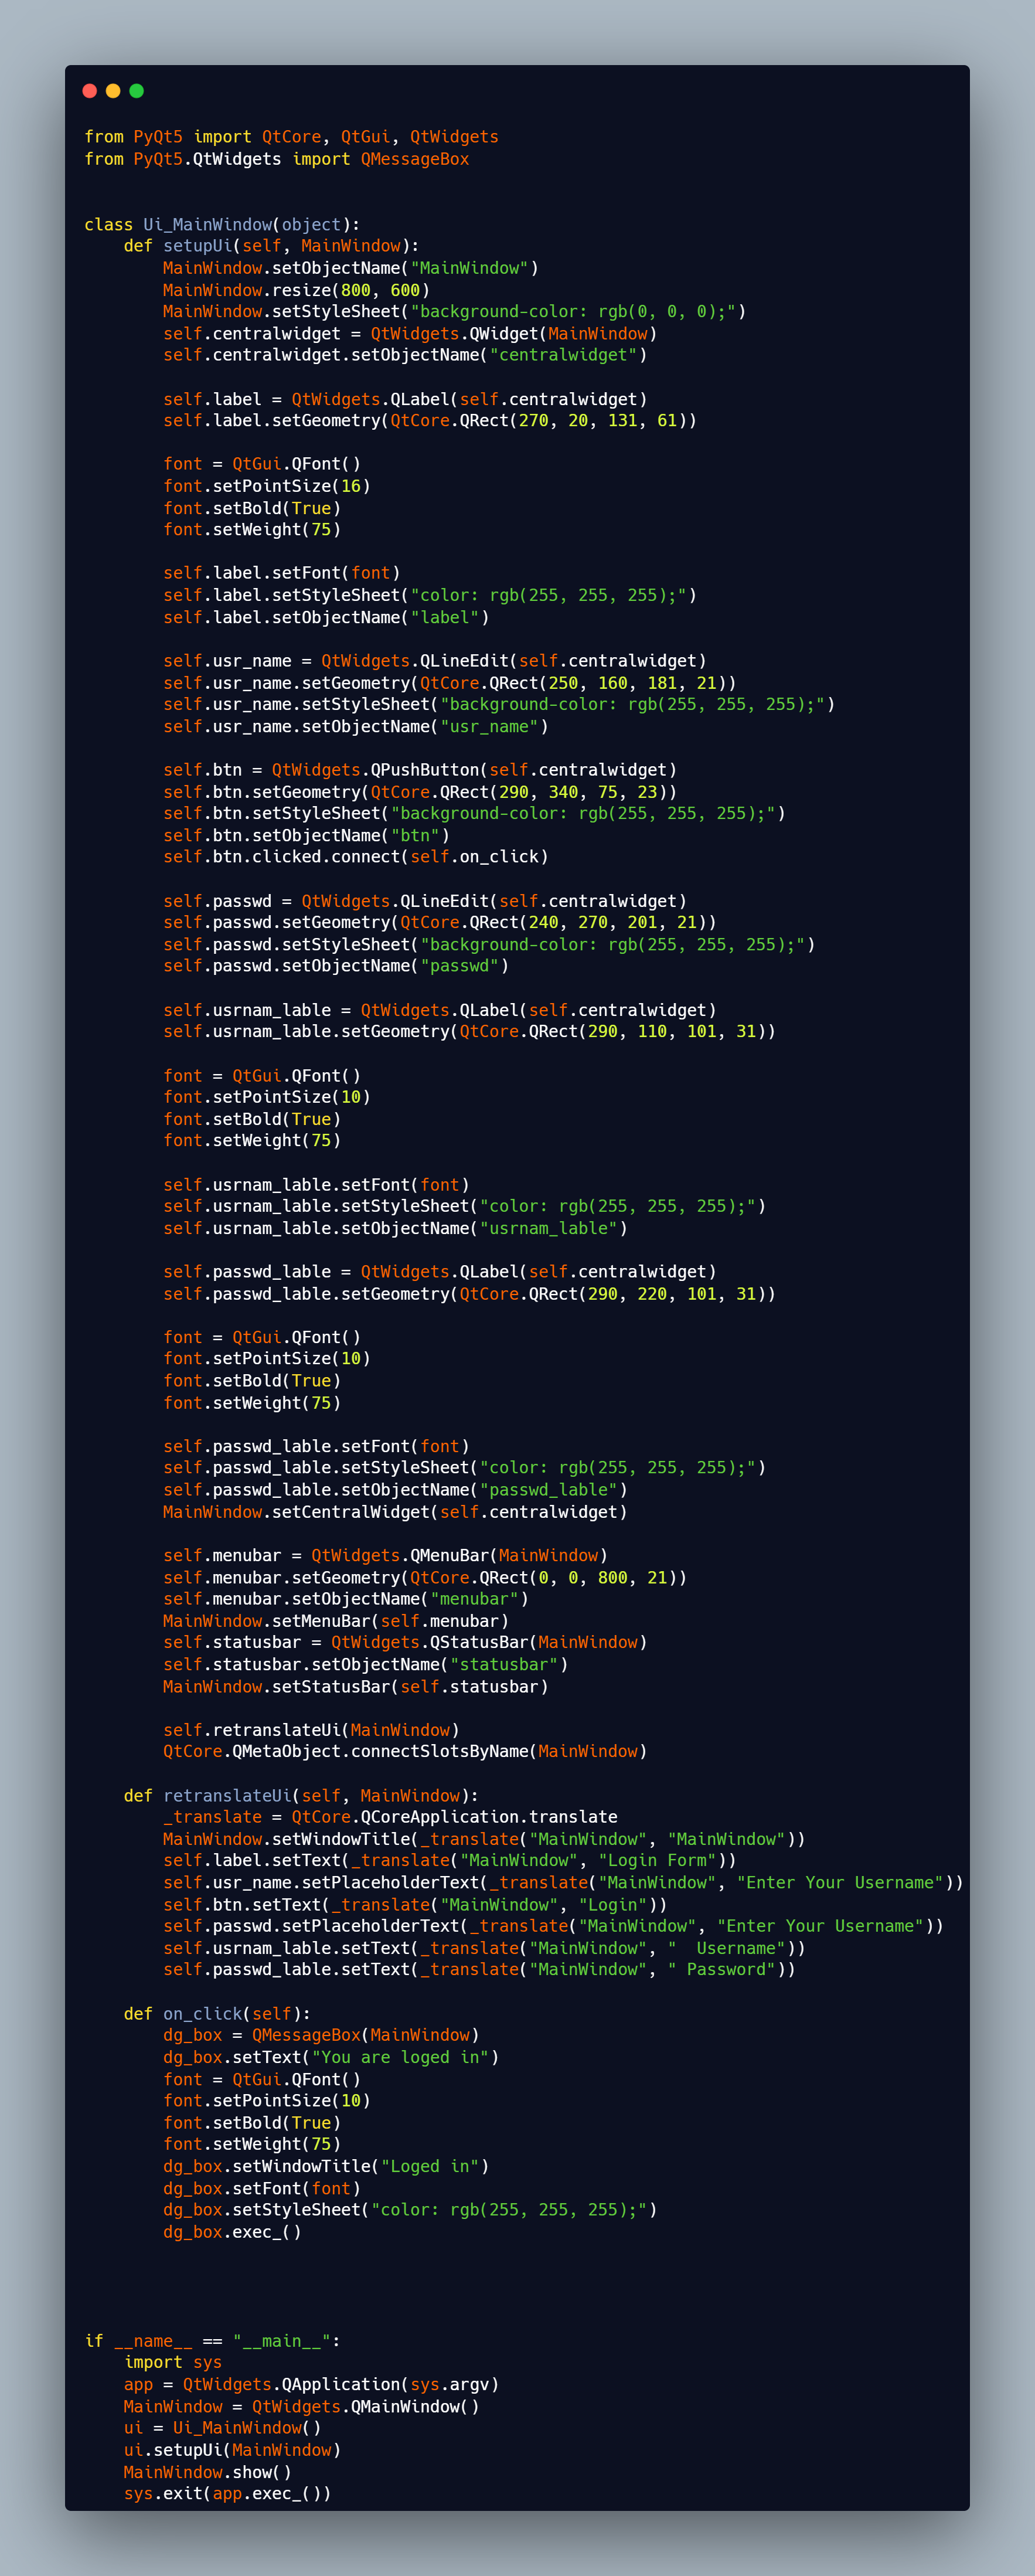 from PyQt5 import QtCore, QtGui, QtWidgets
from PyQt5.QtWidgets import QMessageBox


class Ui_MainWindow(object):
    def setupUi(self, MainWindow):
        MainWindow.setObjectName("MainWindow")
        MainWindow.resize(800, 600)
        MainWindow.setStyleSheet("background-color: rgb(0, 0, 0);")
        self.centralwidget = QtWidgets.QWidget(MainWindow)
        self.centralwidget.setObjectName("centralwidget")

        self.label = QtWidgets.QLabel(self.centralwidget)
        self.label.setGeometry(QtCore.QRect(270, 20, 131, 61))

        font = QtGui.QFont()
        font.setPointSize(16)
        font.setBold(True)
        font.setWeight(75)

        self.label.setFont(font)
        self.label.setStyleSheet("color: rgb(255, 255, 255);")
        self.label.setObjectName("label")

        self.usr_name = QtWidgets.QLineEdit(self.centralwidget)
        self.usr_name.setGeometry(QtCore.QRect(250, 160, 181, 21))
        self.usr_name.setStyleSheet("background-color: rgb(255, 255, 255);")
        self.usr_name.setObjectName("usr_name")

        self.btn = QtWidgets.QPushButton(self.centralwidget)
        self.btn.setGeometry(QtCore.QRect(290, 340, 75, 23))
        self.btn.setStyleSheet("background-color: rgb(255, 255, 255);")
        self.btn.setObjectName("btn")
        self.btn.clicked.connect(self.on_click)

        self.passwd = QtWidgets.QLineEdit(self.centralwidget)
        self.passwd.setGeometry(QtCore.QRect(240, 270, 201, 21))
        self.passwd.setStyleSheet("background-color: rgb(255, 255, 255);")
        self.passwd.setObjectName("passwd")

        self.usrnam_lable = QtWidgets.QLabel(self.centralwidget)
        self.usrnam_lable.setGeometry(QtCore.QRect(290, 110, 101, 31))

        font = QtGui.QFont()
        font.setPointSize(10)
        font.setBold(True)
        font.setWeight(75)

        self.usrnam_lable.setFont(font)
        self.usrnam_lable.setStyleSheet("color: rgb(255, 255, 255);")
        self.usrnam_lable.setObjectName("usrnam_lable")

        self.passwd_lable = QtWidgets.QLabel(self.centralwidget)
        self.passwd_lable.setGeometry(QtCore.QRect(290, 220, 101, 31))

        font = QtGui.QFont()
        font.setPointSize(10)
        font.setBold(True)
        font.setWeight(75)

        self.passwd_lable.setFont(font)
        self.passwd_lable.setStyleSheet("color: rgb(255, 255, 255);")
        self.passwd_lable.setObjectName("passwd_lable")
        MainWindow.setCentralWidget(self.centralwidget)

        self.menubar = QtWidgets.QMenuBar(MainWindow)
        self.menubar.setGeometry(QtCore.QRect(0, 0, 800, 21))
        self.menubar.setObjectName("menubar")
        MainWindow.setMenuBar(self.menubar)
        self.statusbar = QtWidgets.QStatusBar(MainWindow)
        self.statusbar.setObjectName("statusbar")
        MainWindow.setStatusBar(self.statusbar)

        self.retranslateUi(MainWindow)
        QtCore.QMetaObject.connectSlotsByName(MainWindow)

    def retranslateUi(self, MainWindow):
        _translate = QtCore.QCoreApplication.translate
        MainWindow.setWindowTitle(_translate("MainWindow", "MainWindow"))
        self.label.setText(_translate("MainWindow", "Login Form"))
        self.usr_name.setPlaceholderText(_translate("MainWindow", "Enter Your Username"))
        self.btn.setText(_translate("MainWindow", "Login"))
        self.passwd.setPlaceholderText(_translate("MainWindow", "Enter Your Username"))
        self.usrnam_lable.setText(_translate("MainWindow", "  Username"))
        self.passwd_lable.setText(_translate("MainWindow", " Password"))

    def on_click(self):
        dg_box = QMessageBox(MainWindow)
        dg_box.setText("You are loged in")
        font = QtGui.QFont()
        font.setPointSize(10)
        font.setBold(True)
        font.setWeight(75)
        dg_box.setWindowTitle("Loged in")
        dg_box.setFont(font)
        dg_box.setStyleSheet("color: rgb(255, 255, 255);")
        dg_box.exec_()




if __name__ == "__main__":
    import sys
    app = QtWidgets.QApplication(sys.argv)
    MainWindow = QtWidgets.QMainWindow()
    ui = Ui_MainWindow()
    ui.setupUi(MainWindow)
    MainWindow.show()
    sys.exit(app.exec_())